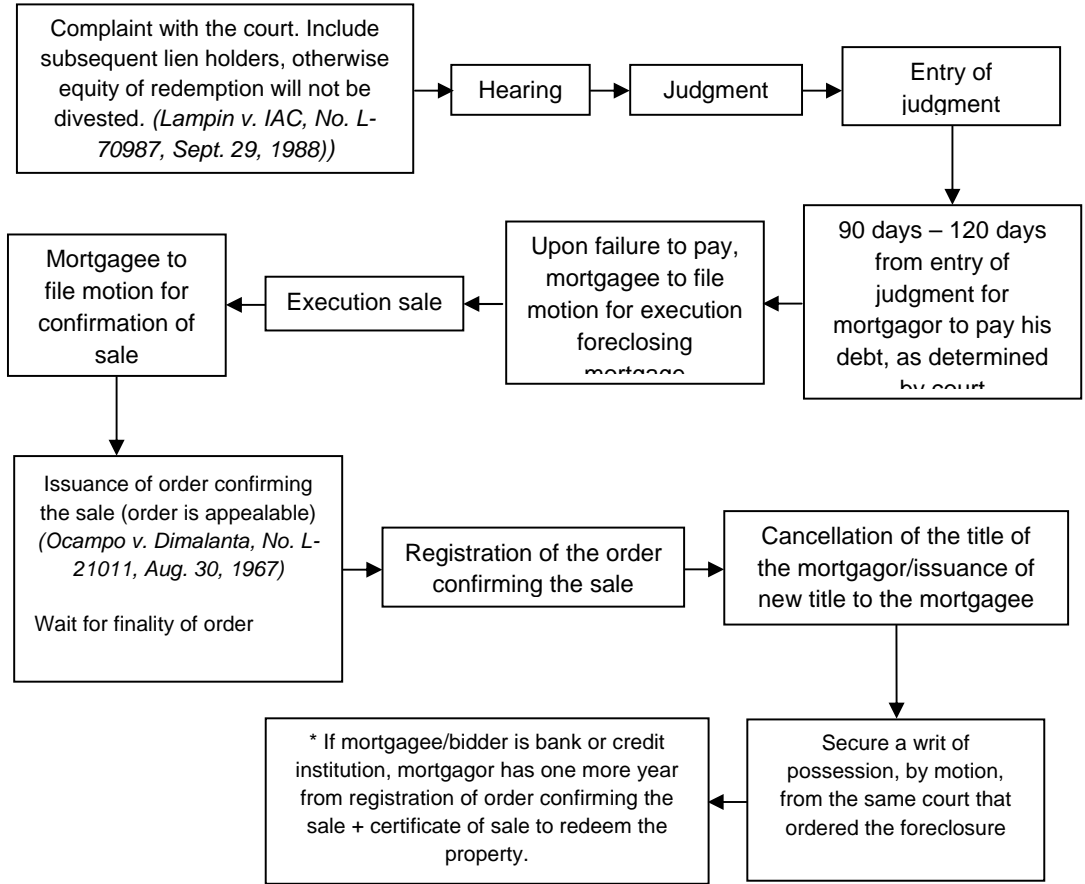 Complaint with the court. Include
subsequent lien holders, otherwise
equity of redemption will not be
divested. (Lampin v. IAC, No. L-
70987, Sept. 29, 1988))
Hearing
Judgment
Entry of
judgment
90 days – 120 days
from entry of
judgment for
mortgagor to pay his
debt, as determined
by court
Upon failure to pay,
mortgagee to file
motion for execution
foreclosing
mortgage
Execution sale
Mortgagee to
file motion for
confirmation of
sale
Issuance of order confirming
the sale (order is appealable)
(Ocampo v. Dimalanta, No. L-
21011, Aug. 30, 1967)
Wait for finality of order
Registration of the order
confirming the sale
Cancellation of the title of
the mortgagor/issuance of
new title to the mortgagee
Secure a writ of
possession, by motion,
from the same court that
ordered the foreclosure
* If mortgagee/bidder is bank or credit
institution, mortgagor has one more year
from registration of order confirming the
sale + certificate of sale to redeem the
property.